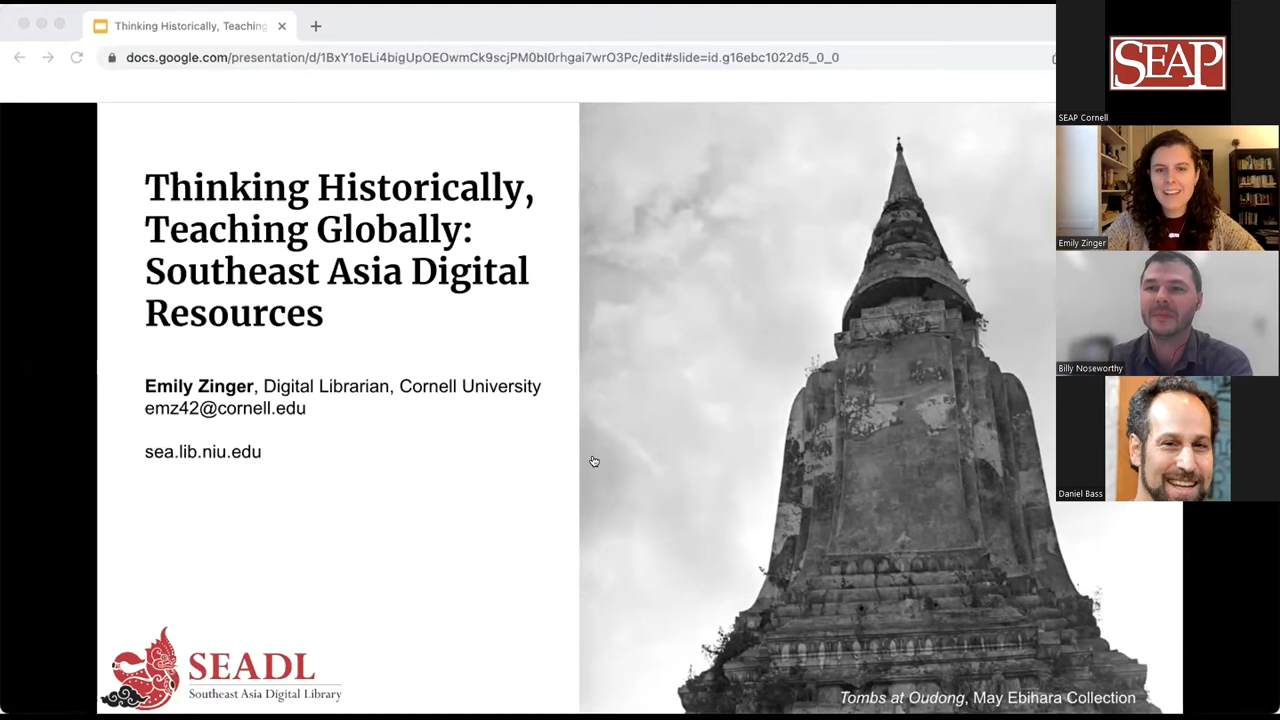 Thinking Historically, Teaching
docs.google.com/presentation/d/1BxY1oELi4bigUpOEOwmCk9scjPM0bI0rhgai7wrO3Pc/edit#slide=id.g16ebc1022d5_0_0
Thinking Historically,
Teaching Globally:
Southeast Asia Digital
Resources
Emily Zinger, Digital Librarian, Cornell University
emz42@cornell.edu
sea.lib.niu.edu
SEADL
Southeast Asia Digital Library
Tombs at Oudong, May Ebihara Collection
SEAP
SEAP Cornell
Emily Zinger
Billy Noseworthy
Daniel Bass